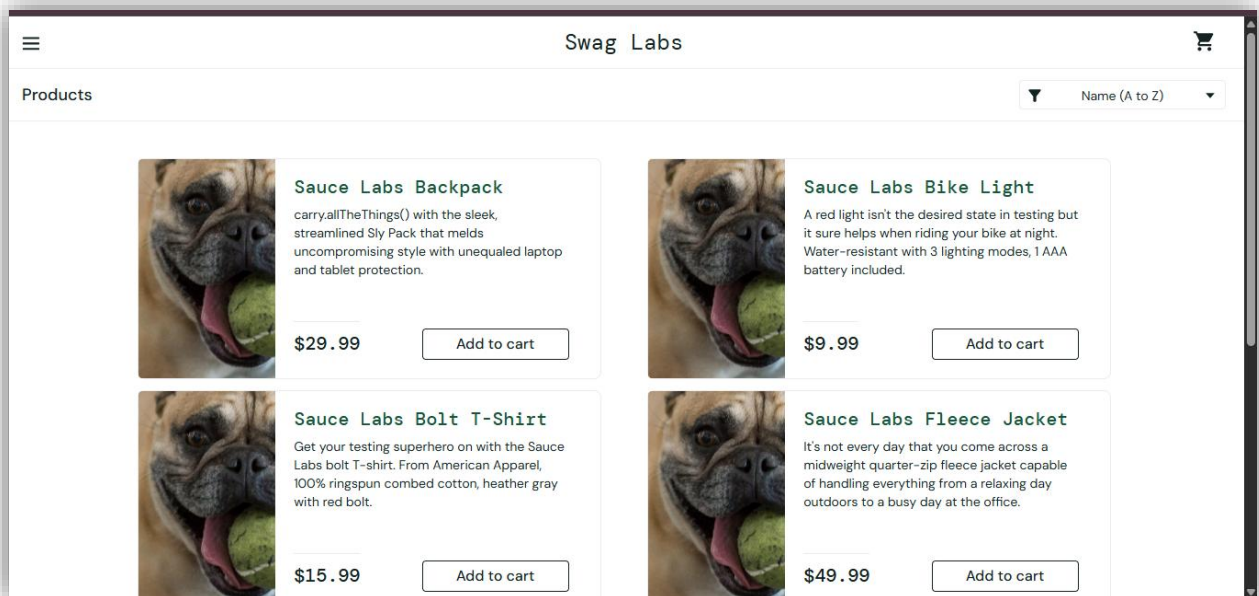 Swag Labs
Products
Name (A to Z)
Sauce Labs Backpack
carry.allTheThings() with the sleek,
streamlined Sly Pack that melds
uncompromising style with unequaled laptop
and tablet protection.
$29.99
Add to cart
Sauce Labs Bike Light
A red light isn't the desired state in testing but
it sure helps when riding your bike at night.
Water-resistant with 3 lighting modes, 1 AAA
battery included.
$9.99
Add to cart
Sauce Labs Bolt T-Shirt
Get your testing superhero on with the Sauce
Labs bolt T-shirt. From American Apparel,
100% ringspun combed cotton, heather gray
with red bolt.
$15.99
Add to cart
Sauce Labs Fleece Jacket
It's not every day that you come across a
midweight quarter-zip fleece jacket capable
of handling everything from a relaxing day
outdoors to a busy day at the office.
$49.99
Add to cart